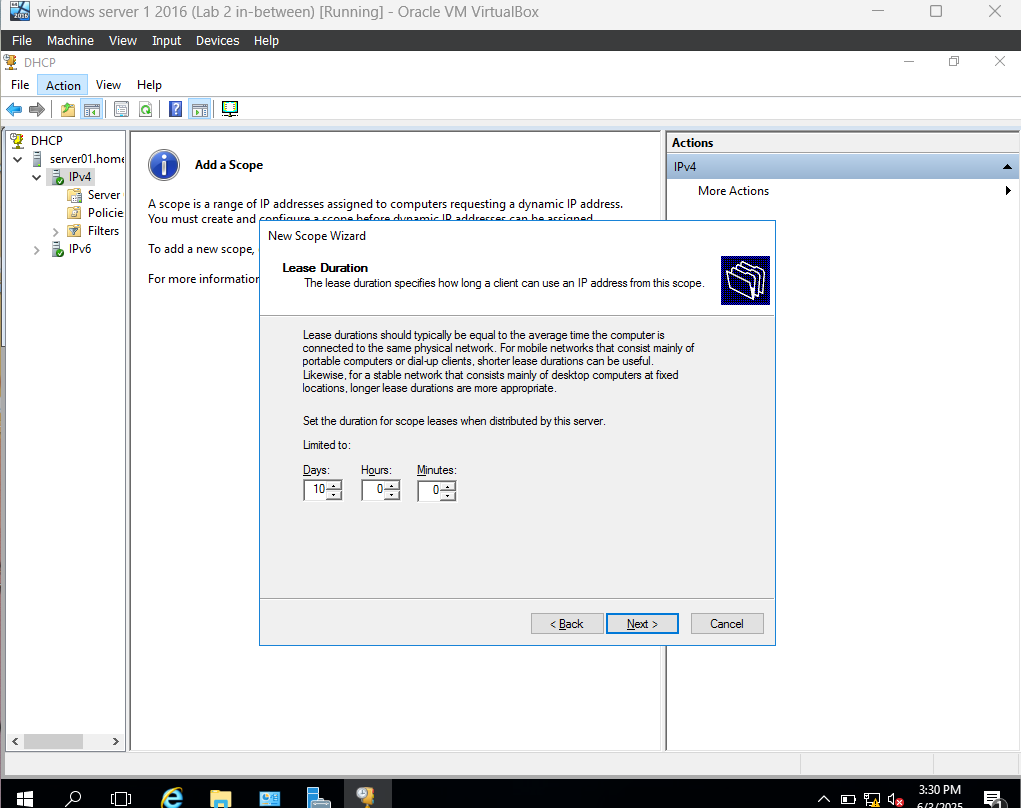 windows server 1 2016 (Lab 2 in-between) [Running] - Oracle VM VirtualBox
File Machine View Input Devices Help
DHCP
File Action View Help
DHCP
server01.home
IPv4
Server
Policie
Filters
IPv6
Add a Scope
A scope is a range of IP addresses assigned to computers requesting a dynamic IP address.
You must create and configure a scope before dynamic IP addresses can be assigned.
To add a new scope,
For more information
Actions
IPv4
More Actions
New Scope Wizard
Lease Duration
The lease duration specifies how long a client can use an IP address from this scope.
Lease durations should typically be equal to the average time the computer is
connected to the same physical network. For mobile networks that consist mainly of
portable computers or dial-up clients, shorter lease durations can be useful.
Likewise, for a stable network that consists mainly of desktop computers at fixed
locations, longer lease durations are more appropriate.
Set the duration for scope leases when distributed by this server.
Limited to:
Days: Hours: Minutes:
10 0 0
< Back Next > Cancel
3:30 PM
6/3/2025
1